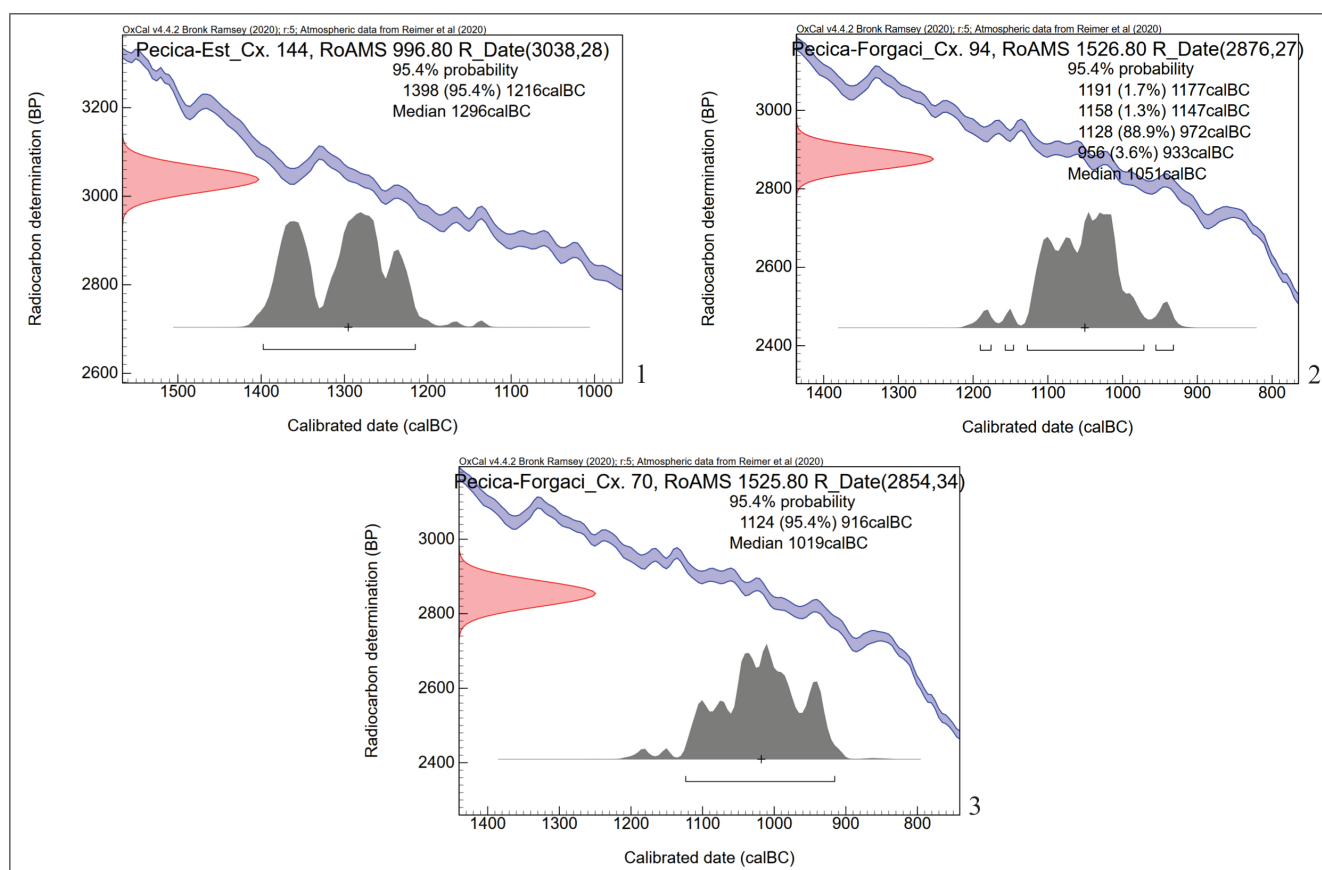 OxCal v4.4.2 Bronk Ramsey (2020); r:5; Atmospheric data from Reimer et al (2020)
Pecica-Est_Cx. 144, RoAMS 996.80 R_Date(3038,28)
95.4% probability
1398 (95.4%) 1216calBC
Median 1296calBC
Radiocarbon determination (BP)
3200
3000
2800
2600
1500 1400 1300 1200 1100 1000
Calibrated date (calBC)
1
OxCal v4.4.2 Bronk Ramsey (2020); r:5; Atmospheric data from Reimer et al (2020)
Pecica-Forgaci_Cx. 94, RoAMS 1526.80 R_Date(2876,27)
95.4% probability
1191 (1.7%) 1177calBC
1158 (1.3%) 1147calBC
1128 (88.9%) 972calBC
956 (3.6%) 933calBC
Median 1051calBC
Radiocarbon determination (BP)
3000
2800
2600
2400
1400 1300 1200 1100 1000 900 800
Calibrated date (calBC)
2
OxCal v4.4.2 Bronk Ramsey (2020); r:5; Atmospheric data from Reimer et al (2020)
Pecica-Forgaci_Cx. 70, RoAMS 1525.80 R_Date(2854,34)
95.4% probability
1124 (95.4%) 916calBC
Median 1019calBC
Radiocarbon determination (BP)
3000
2800
2600
2400
1400 1300 1200 1100 1000 900 800
Calibrated date (calBC)
3